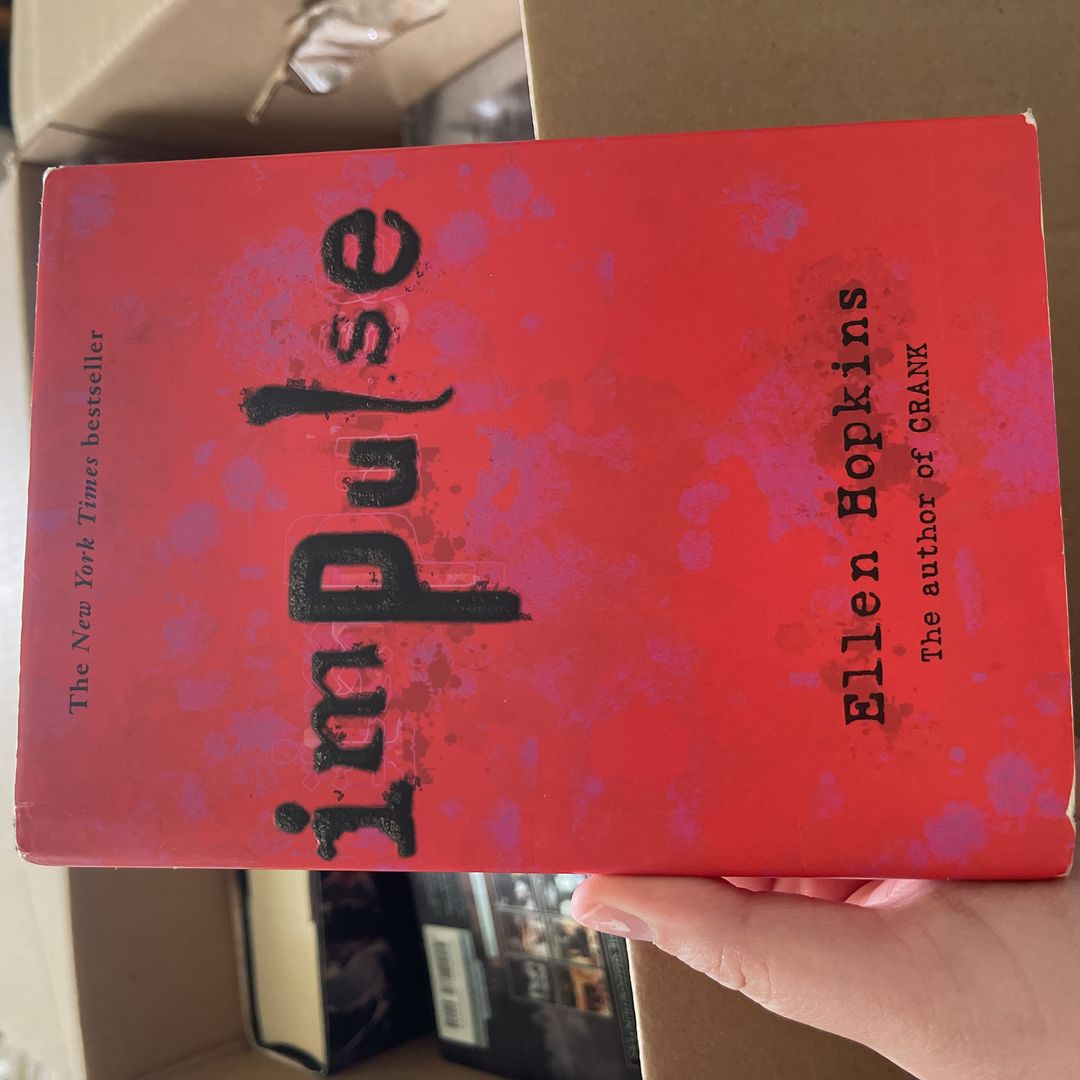 The New York Times bestseller
impulse
Ellen Hopkins
The author of CRANK